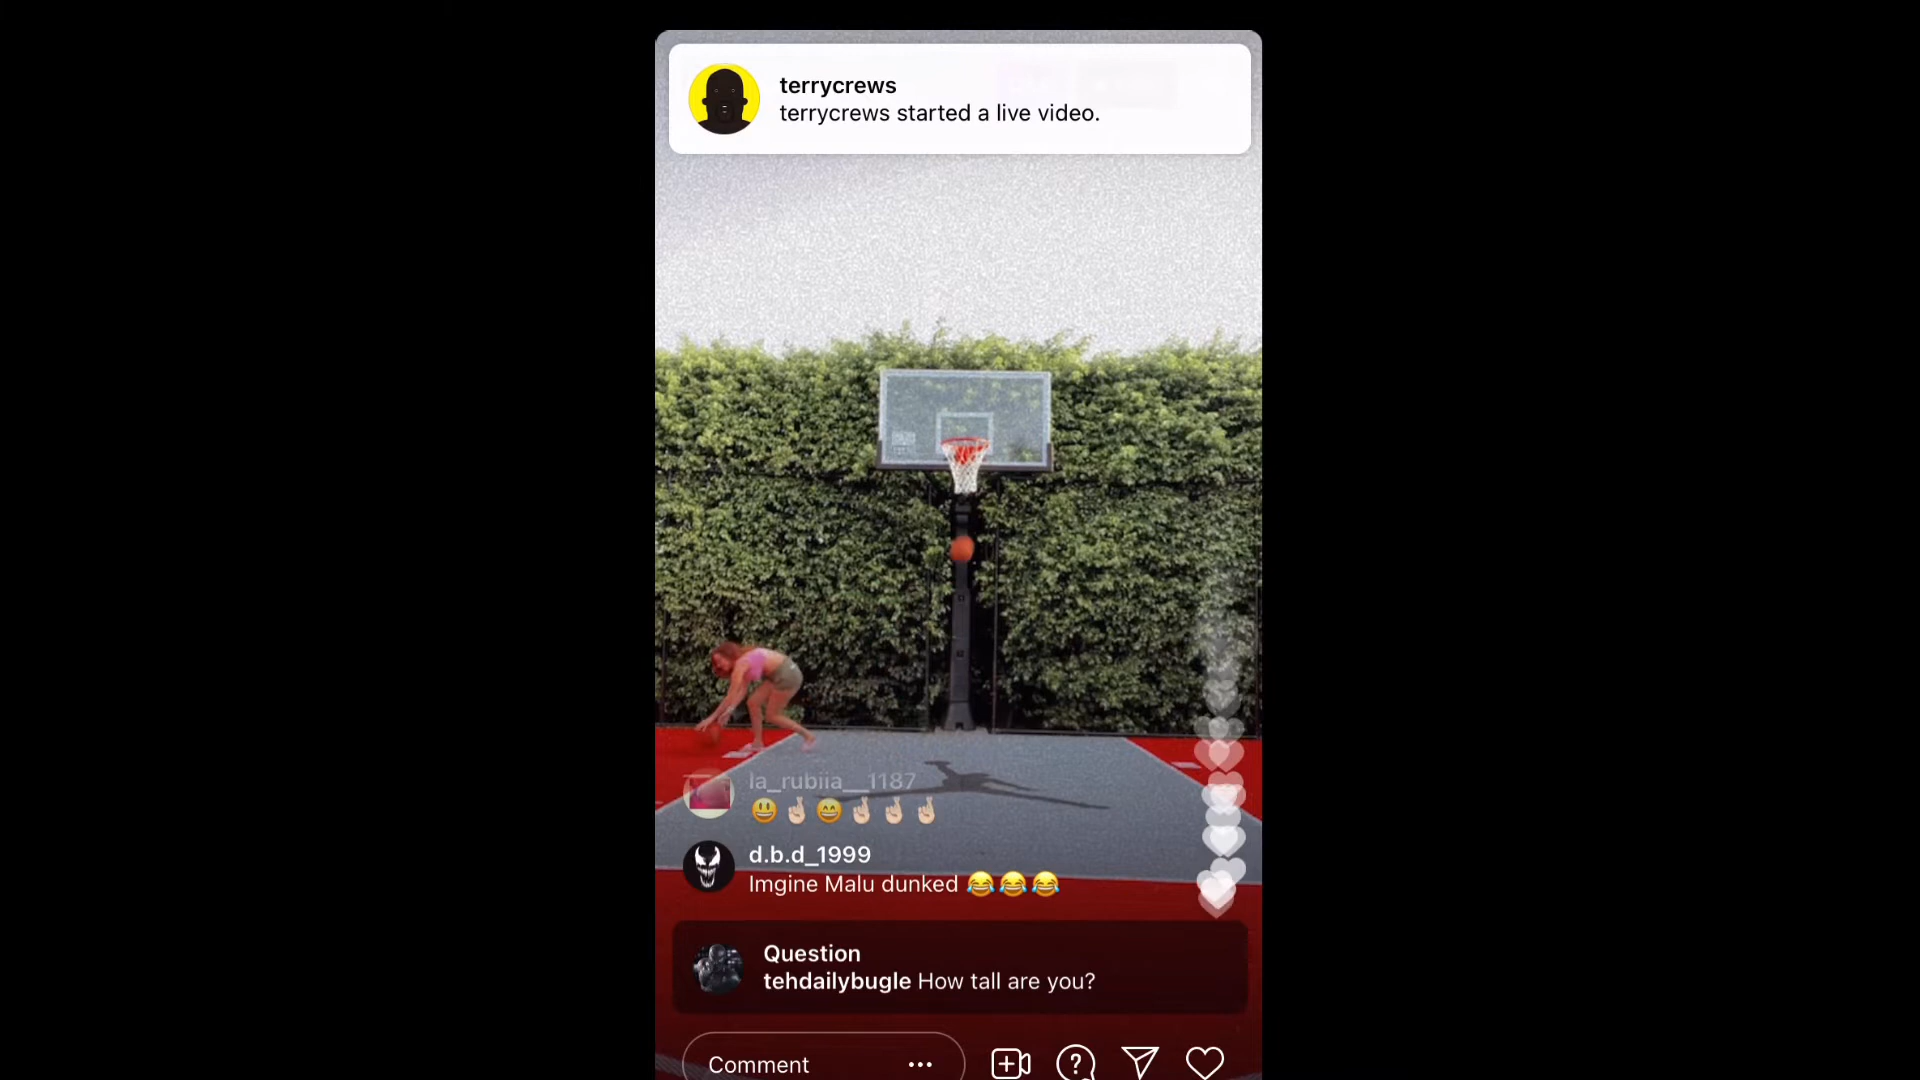 terrycrews
terrycrews started a live video.
la_rubiia__1187
😃🤞🏻😄🤞🏻🤞🏻🤞🏻
d.b.d_1999
Imgine Malu dunked 😂😂😂
Question
tehdailybugle How tall are you?
Comment